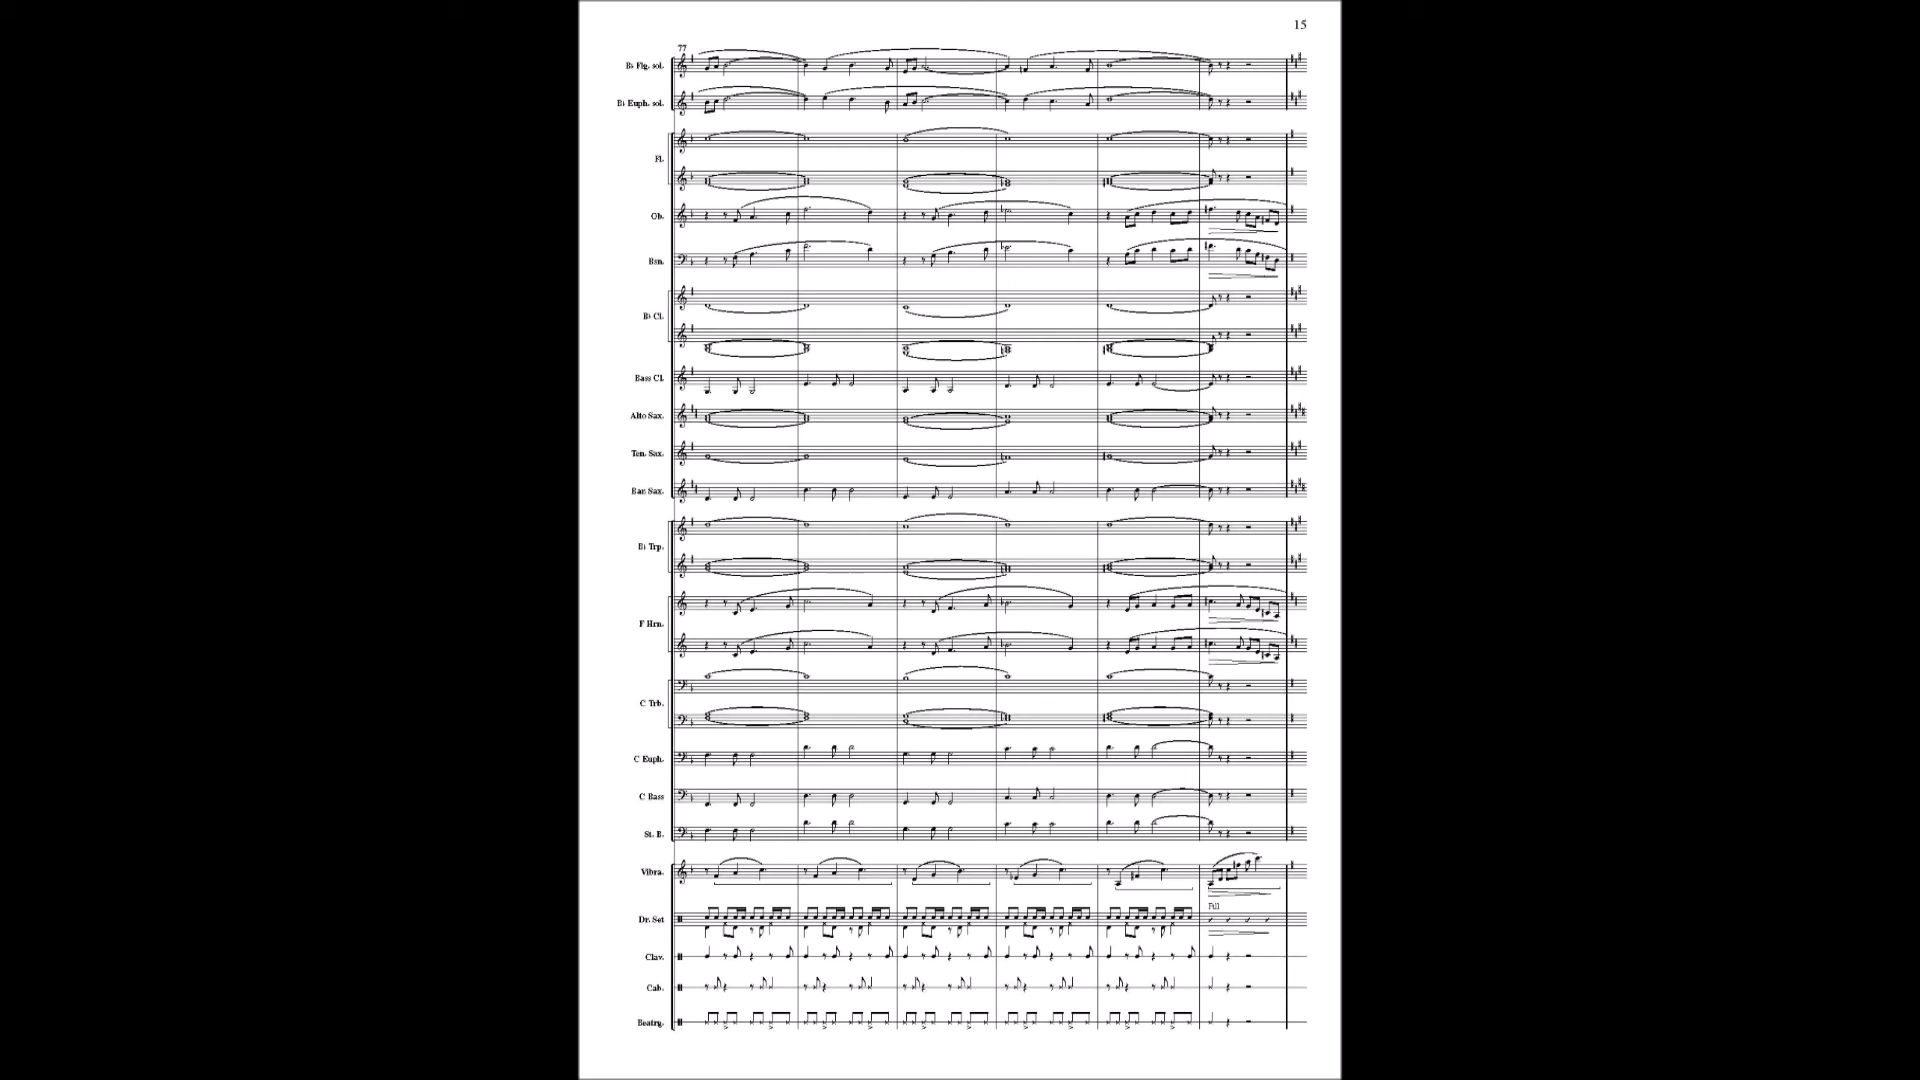 15
77
B♭ Flg. sol.
B♭ Euph. sol.
Fl.
Ob.
Bsn.
B♭ Cl.
Bass Cl.
Alto Sax.
Ten. Sax.
Bari Sax.
B♭ Trp.
F Hrn.
C Trb.
C Euph.
C Bass
St. B.
Vibra.
Fill
Dr. Set
Clav.
Cab.
Beatrg.